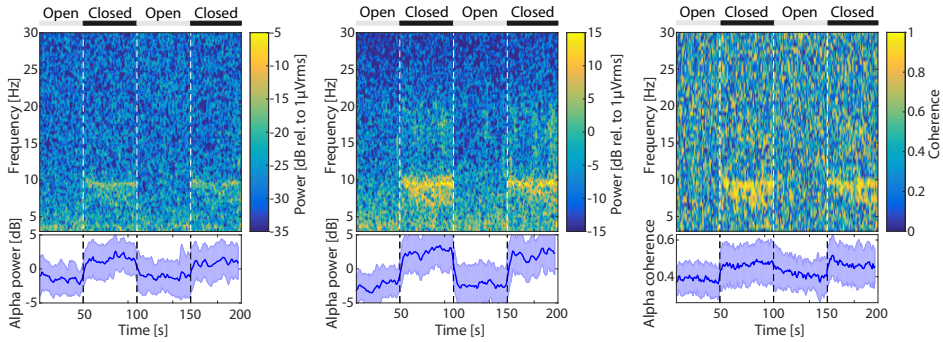 Open Closed Open Closed
30
25
20
15
10
5
Frequency [Hz]
-5
-10
-15
-20
-25
-30
-35
Power [dB rel. to 1µVrms]
5
0
-5
Alpha power [dB]
50 100 150 200
Time [s]
Open Closed Open Closed
30
25
20
15
10
5
Frequency [Hz]
15
10
5
0
-5
-10
-15
Power [dB rel. to 1µVrms]
5
0
-5
Alpha power [dB]
50 100 150 200
Time [s]
Open Closed Open Closed
30
25
20
15
10
5
Frequency [Hz]
1
0.8
0.6
0.4
0.2
0
Coherence
0.6
0.4
Alpha coherence
50 100 150 200
Time [s]